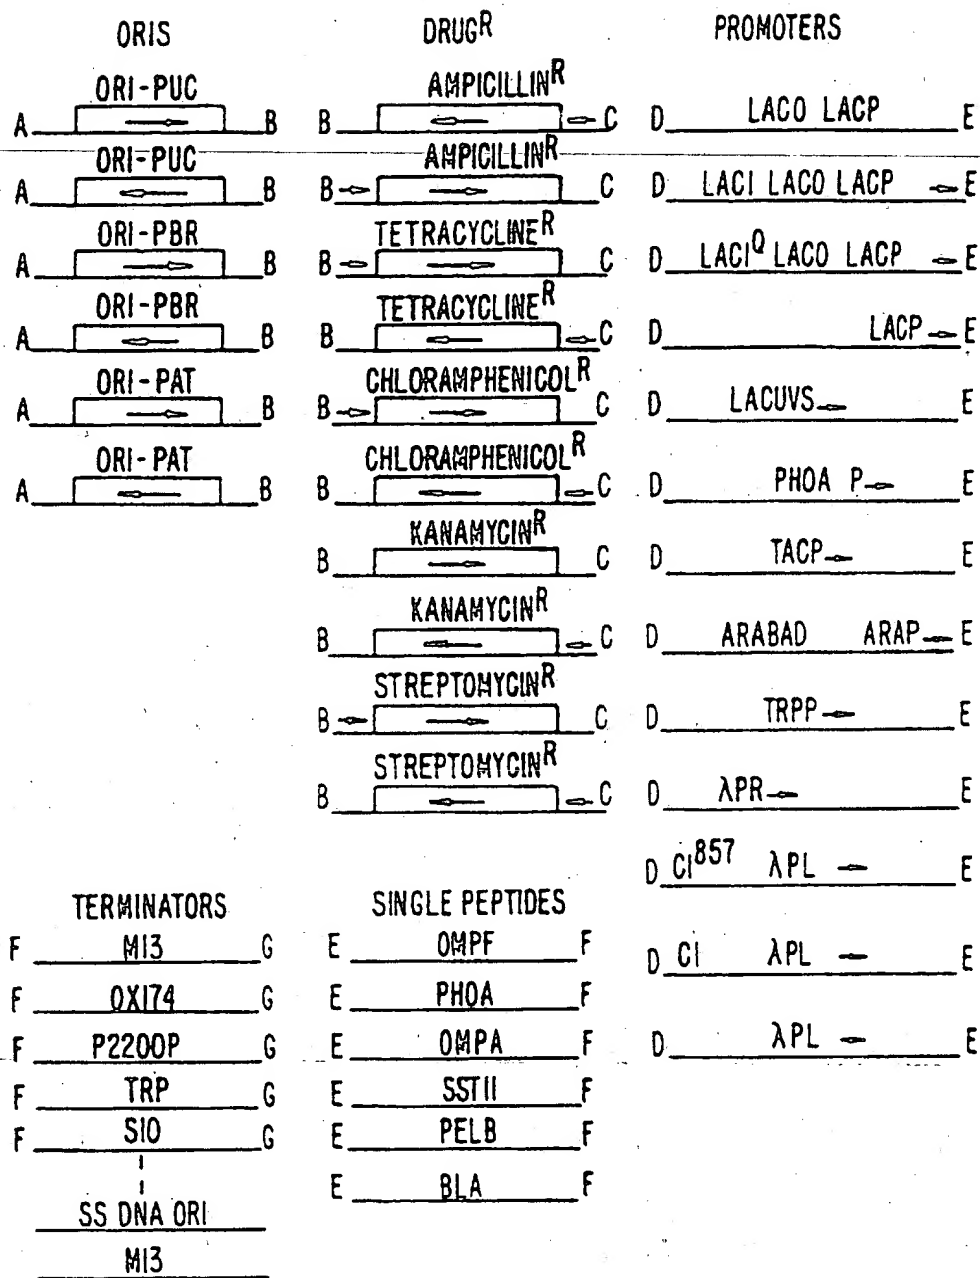 ORIS
ORI-PUC
A B
ORI-PUC
A B
ORI-PBR
A B
ORI-PBR
A B
ORI-PAT
A B
ORI-PAT
A B
DRUGR
AMPICILLINR
B C
AMPICILLINR
B C
TETRACYCLINER
B C
TETRACYCLINER
B C
CHLORAMPHENICOLR
B C
CHLORAMPHENICOLR
B C
KANAMYCINR
B C
KANAMYCINR
B C
STREPTOMYCINR
B C
STREPTOMYCINR
B C
PROMOTERS
D LACO LACP E
D LACI LACO LACP E
D LACIQ LACO LACP E
D LACP E
D LACUVS E
D PHOA P E
D TACP E
D ARABAD ARAP E
D TRPP E
D λPR E
D CI857 λPL E
D CI λPL E
D λPL E
TERMINATORS
F M13 G
F OX174 G
F P22OOP G
F TRP G
F SIO G
SS DNA ORI
M13
SINGLE PEPTIDES
E OMPF F
E PHOA F
E OMPA F
E SSTII F
E PELB F
E BLA F